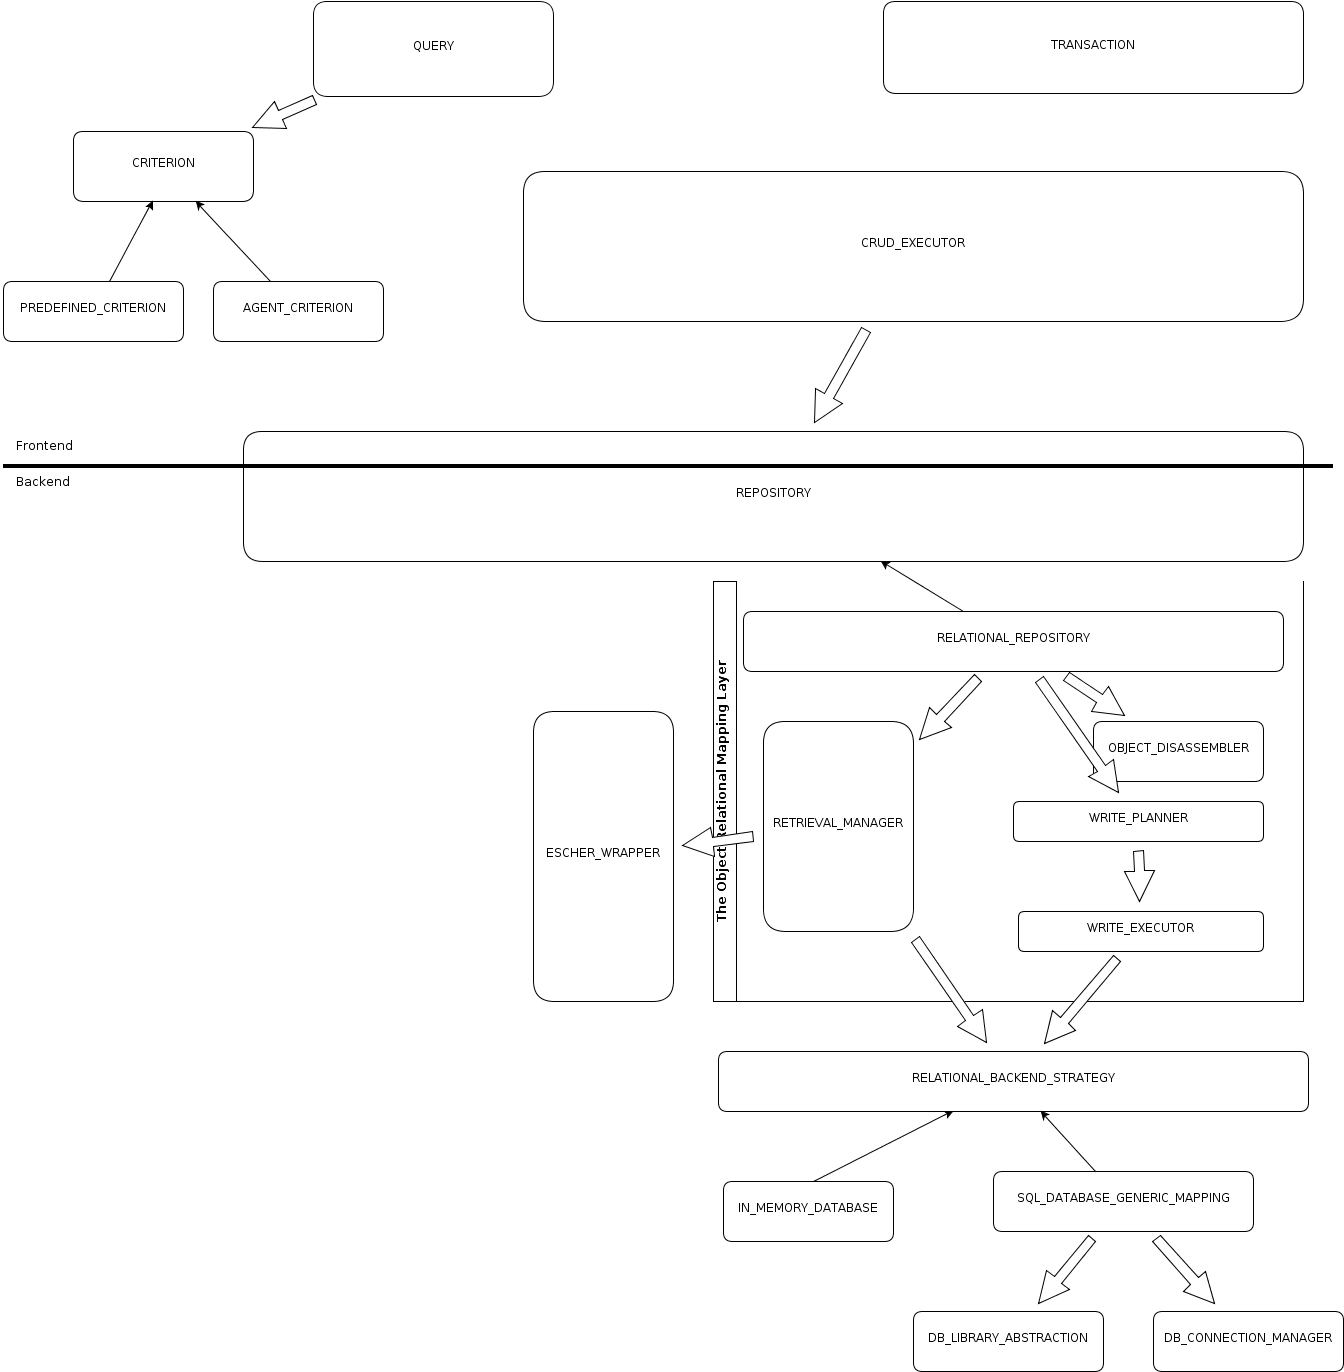 QUERY
TRANSACTION
CRITERION
CRUD_EXECUTOR
PREDEFINED_CRITERION
AGENT_CRITERION
Frontend
Backend
REPOSITORY
RELATIONAL_REPOSITORY
The Object Relational Mapping Layer
OBJECT_DISASSEMBLER
WRITE_PLANNER
RETRIEVAL_MANAGER
ESCHER_WRAPPER
WRITE_EXECUTOR
RELATIONAL_BACKEND_STRATEGY
IN_MEMORY_DATABASE
SQL_DATABASE_GENERIC_MAPPING
DB_LIBRARY_ABSTRACTION
DB_CONNECTION_MANAGER